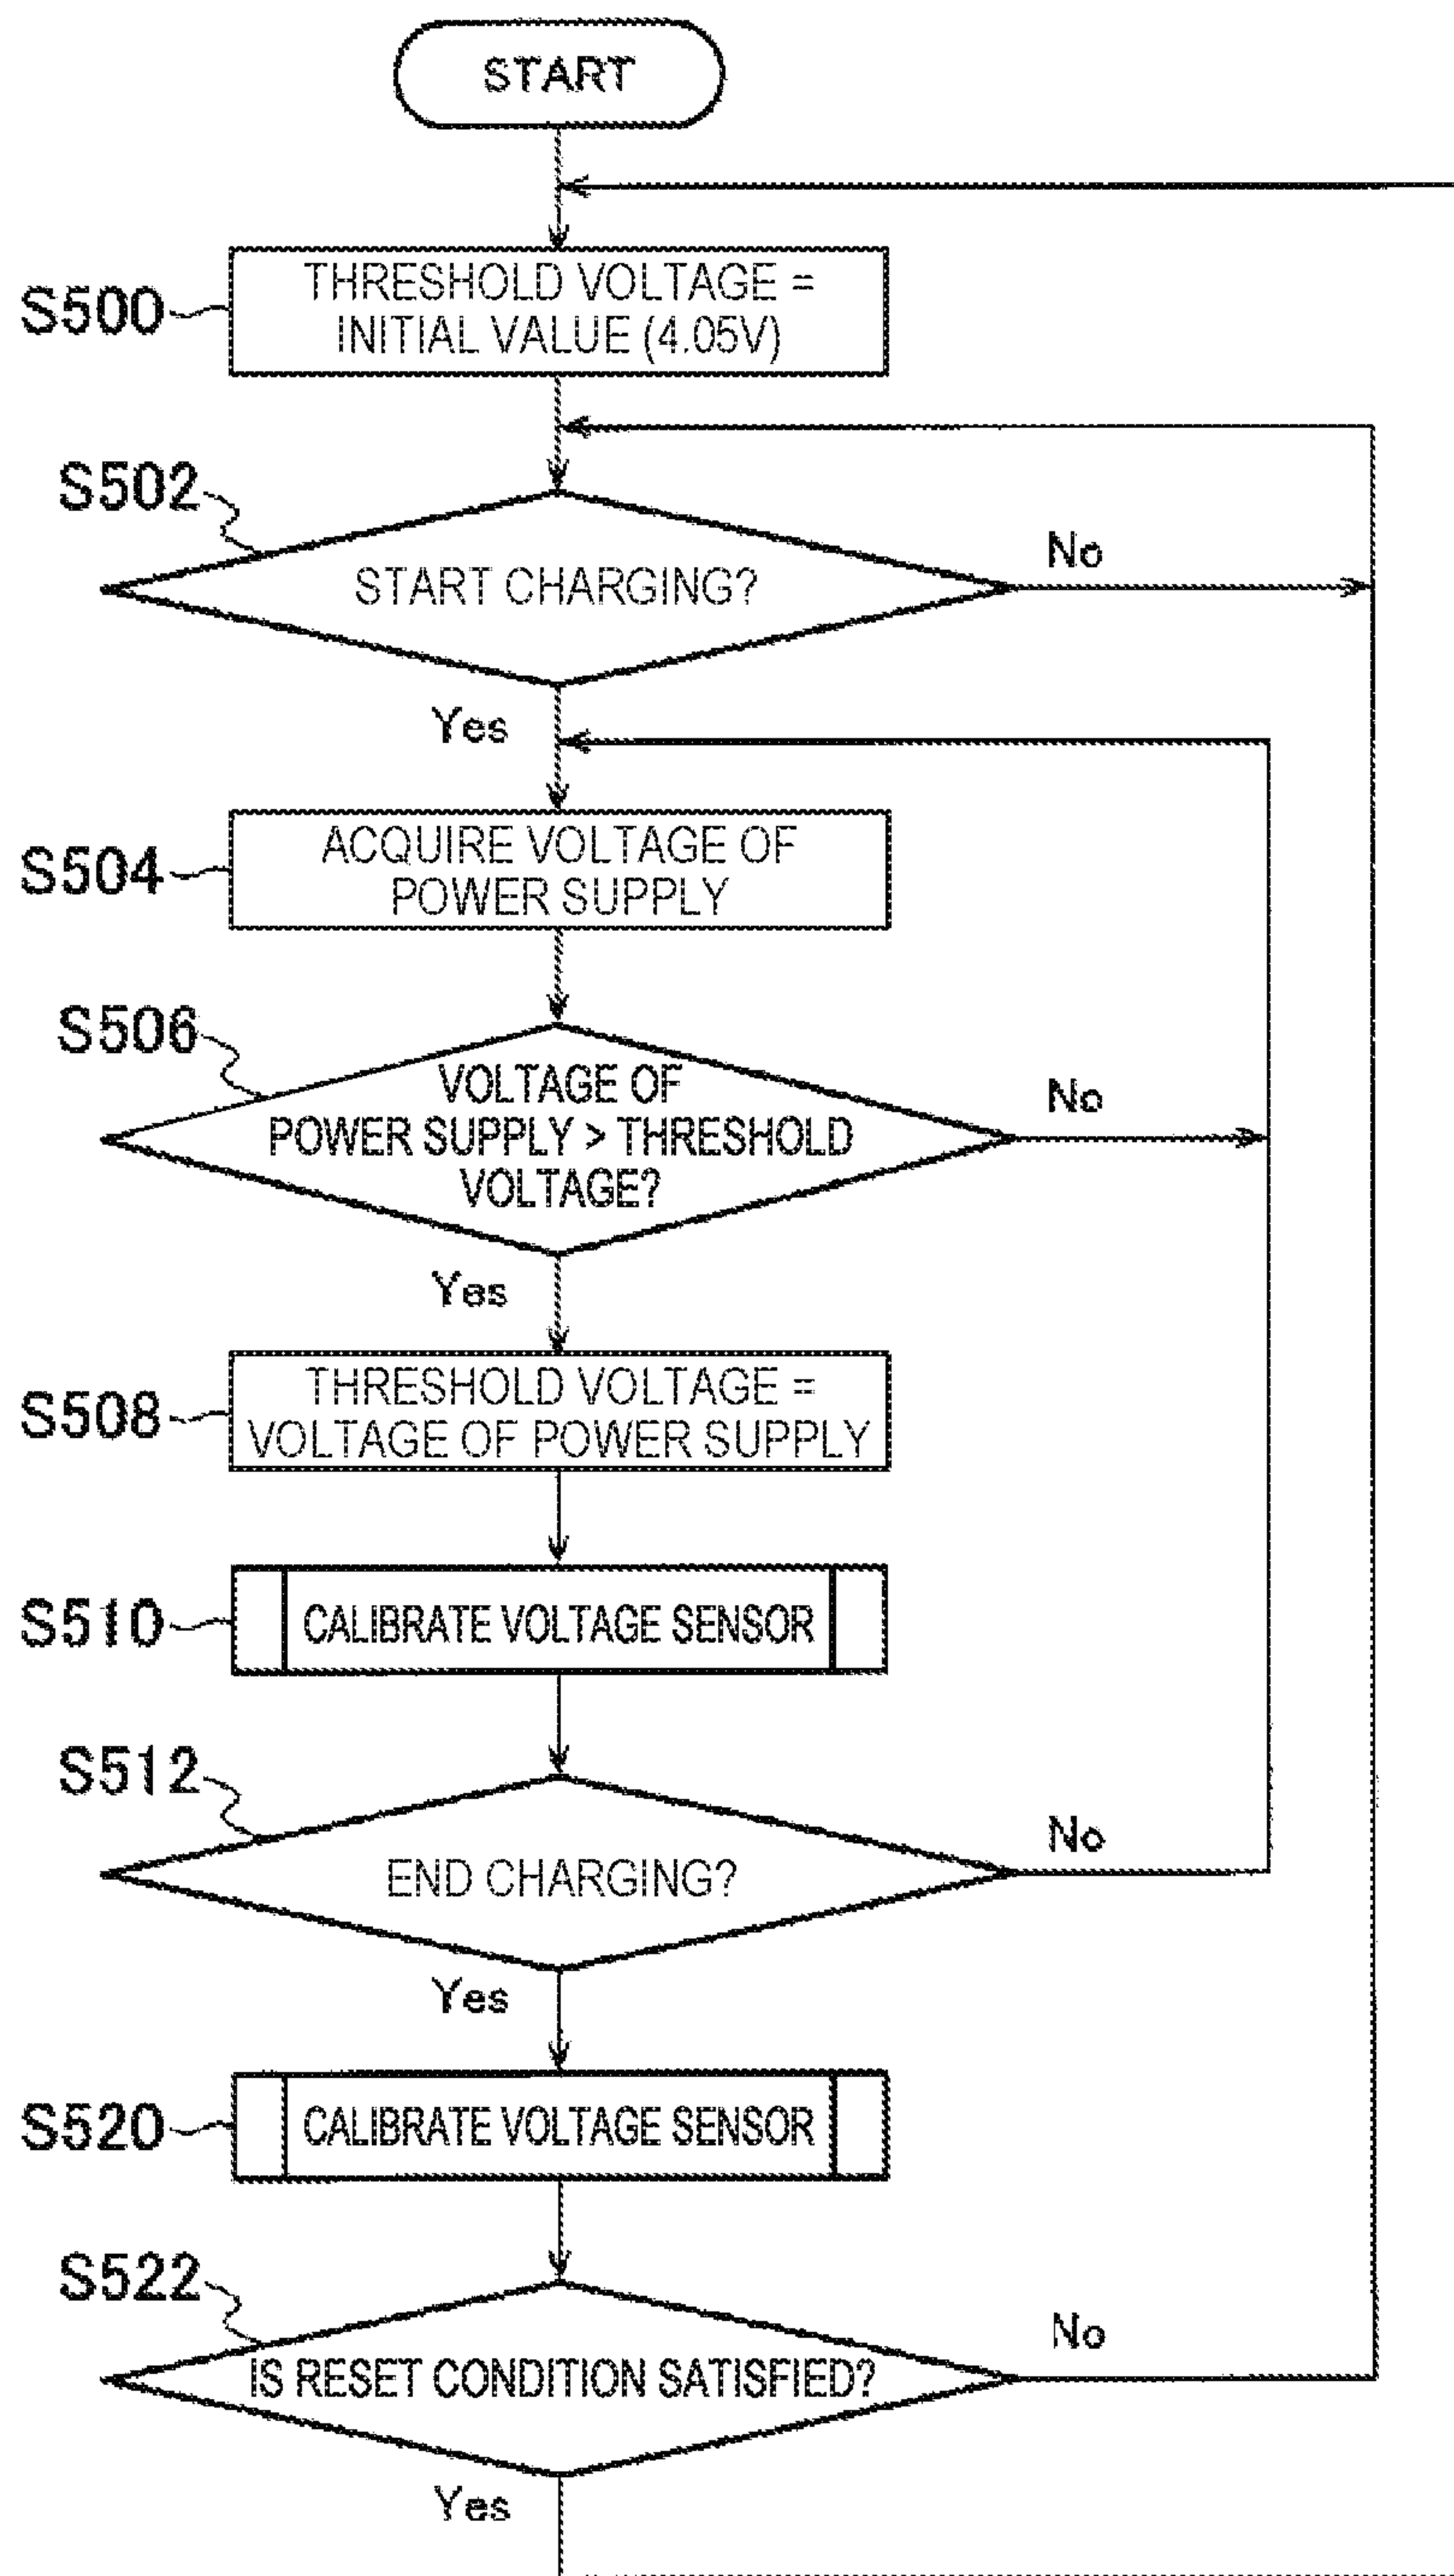 START
S500
THRESHOLD VOLTAGE =
INITIAL VALUE (4.05V)
S502
START CHARGING?
No
Yes
S504
ACQUIRE VOLTAGE OF
POWER SUPPLY
S506
VOLTAGE OF
POWER SUPPLY > THRESHOLD
VOLTAGE?
No
Yes
S508
THRESHOLD VOLTAGE =
VOLTAGE OF POWER SUPPLY
S510
CALIBRATE VOLTAGE SENSOR
S512
END CHARGING?
No
Yes
S520
CALIBRATE VOLTAGE SENSOR
S522
IS RESET CONDITION SATISFIED?
No
Yes